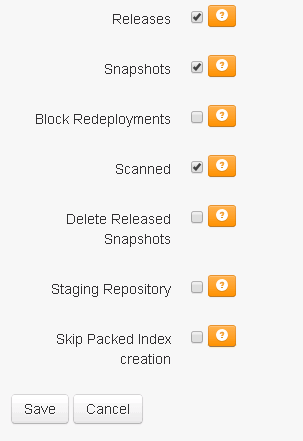 Releases ?
Snapshots ?
Block Redeployments ?
Scanned ?
Delete Released ?
Snapshots
Staging Repository ?
Skip Packed Index ?
creation
Save Cancel